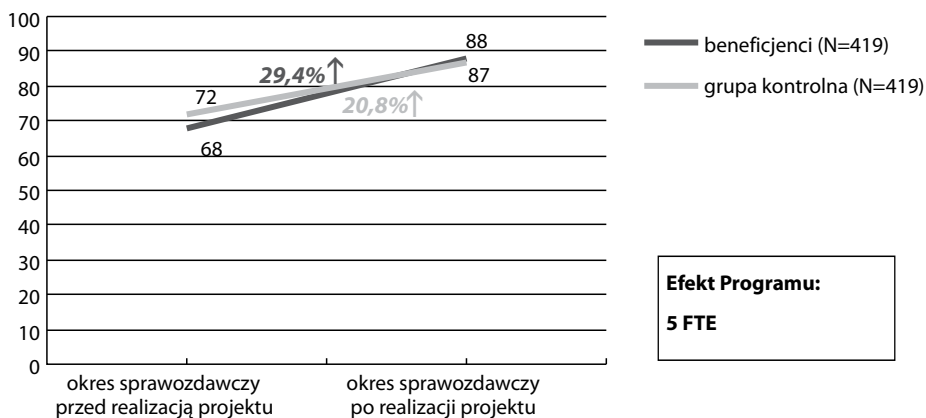 100
90
80
70
60
50
40
30
20
10
0
72
68
29,4%
20,8%
88
87
okres sprawozdawczy
przed realizacją projektu
okres sprawozdawczy
po realizacji projektu
beneficjenci (N=419)
grupa kontrolna (N=419)
Efekt Programu:
5 FTE